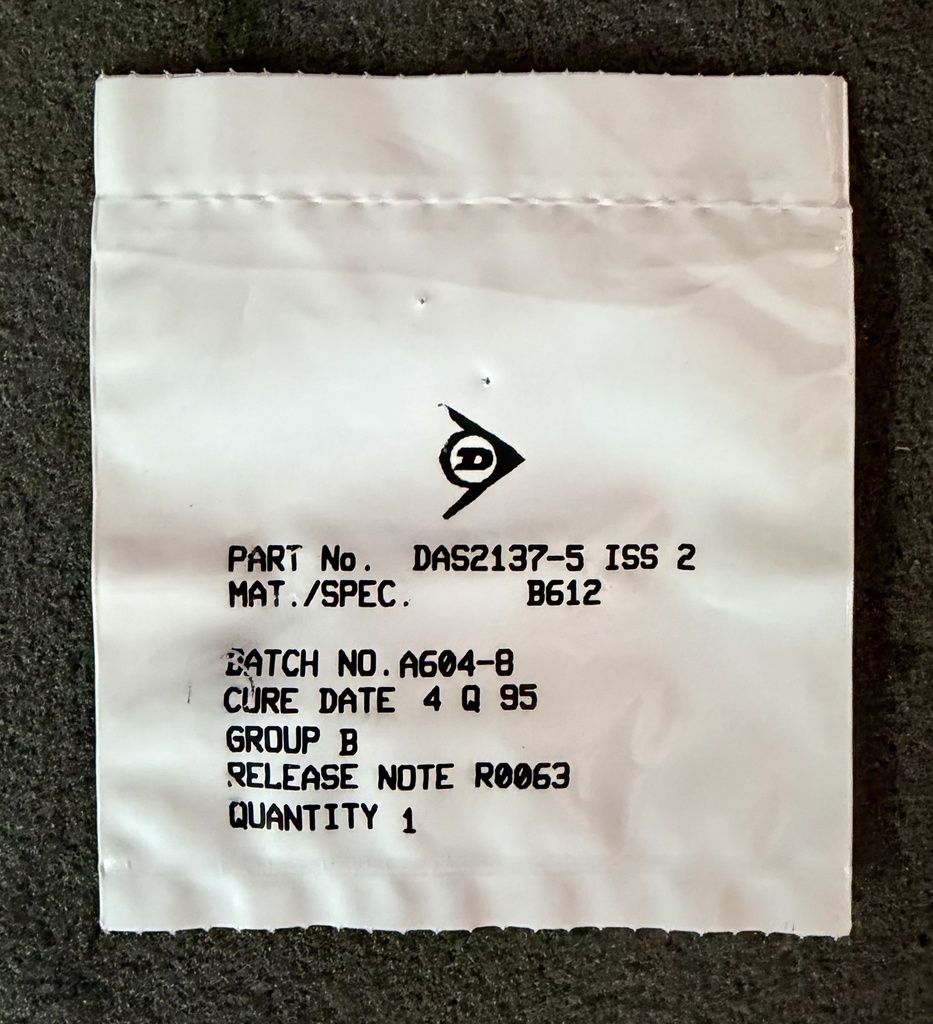 D
PART No. DAS2137-5 ISS 2
MAT./SPEC. B612
BATCH NO. A604-8
CURE DATE 4 Q 95
GROUP B
RELEASE NOTE R0063
QUANTITY 1